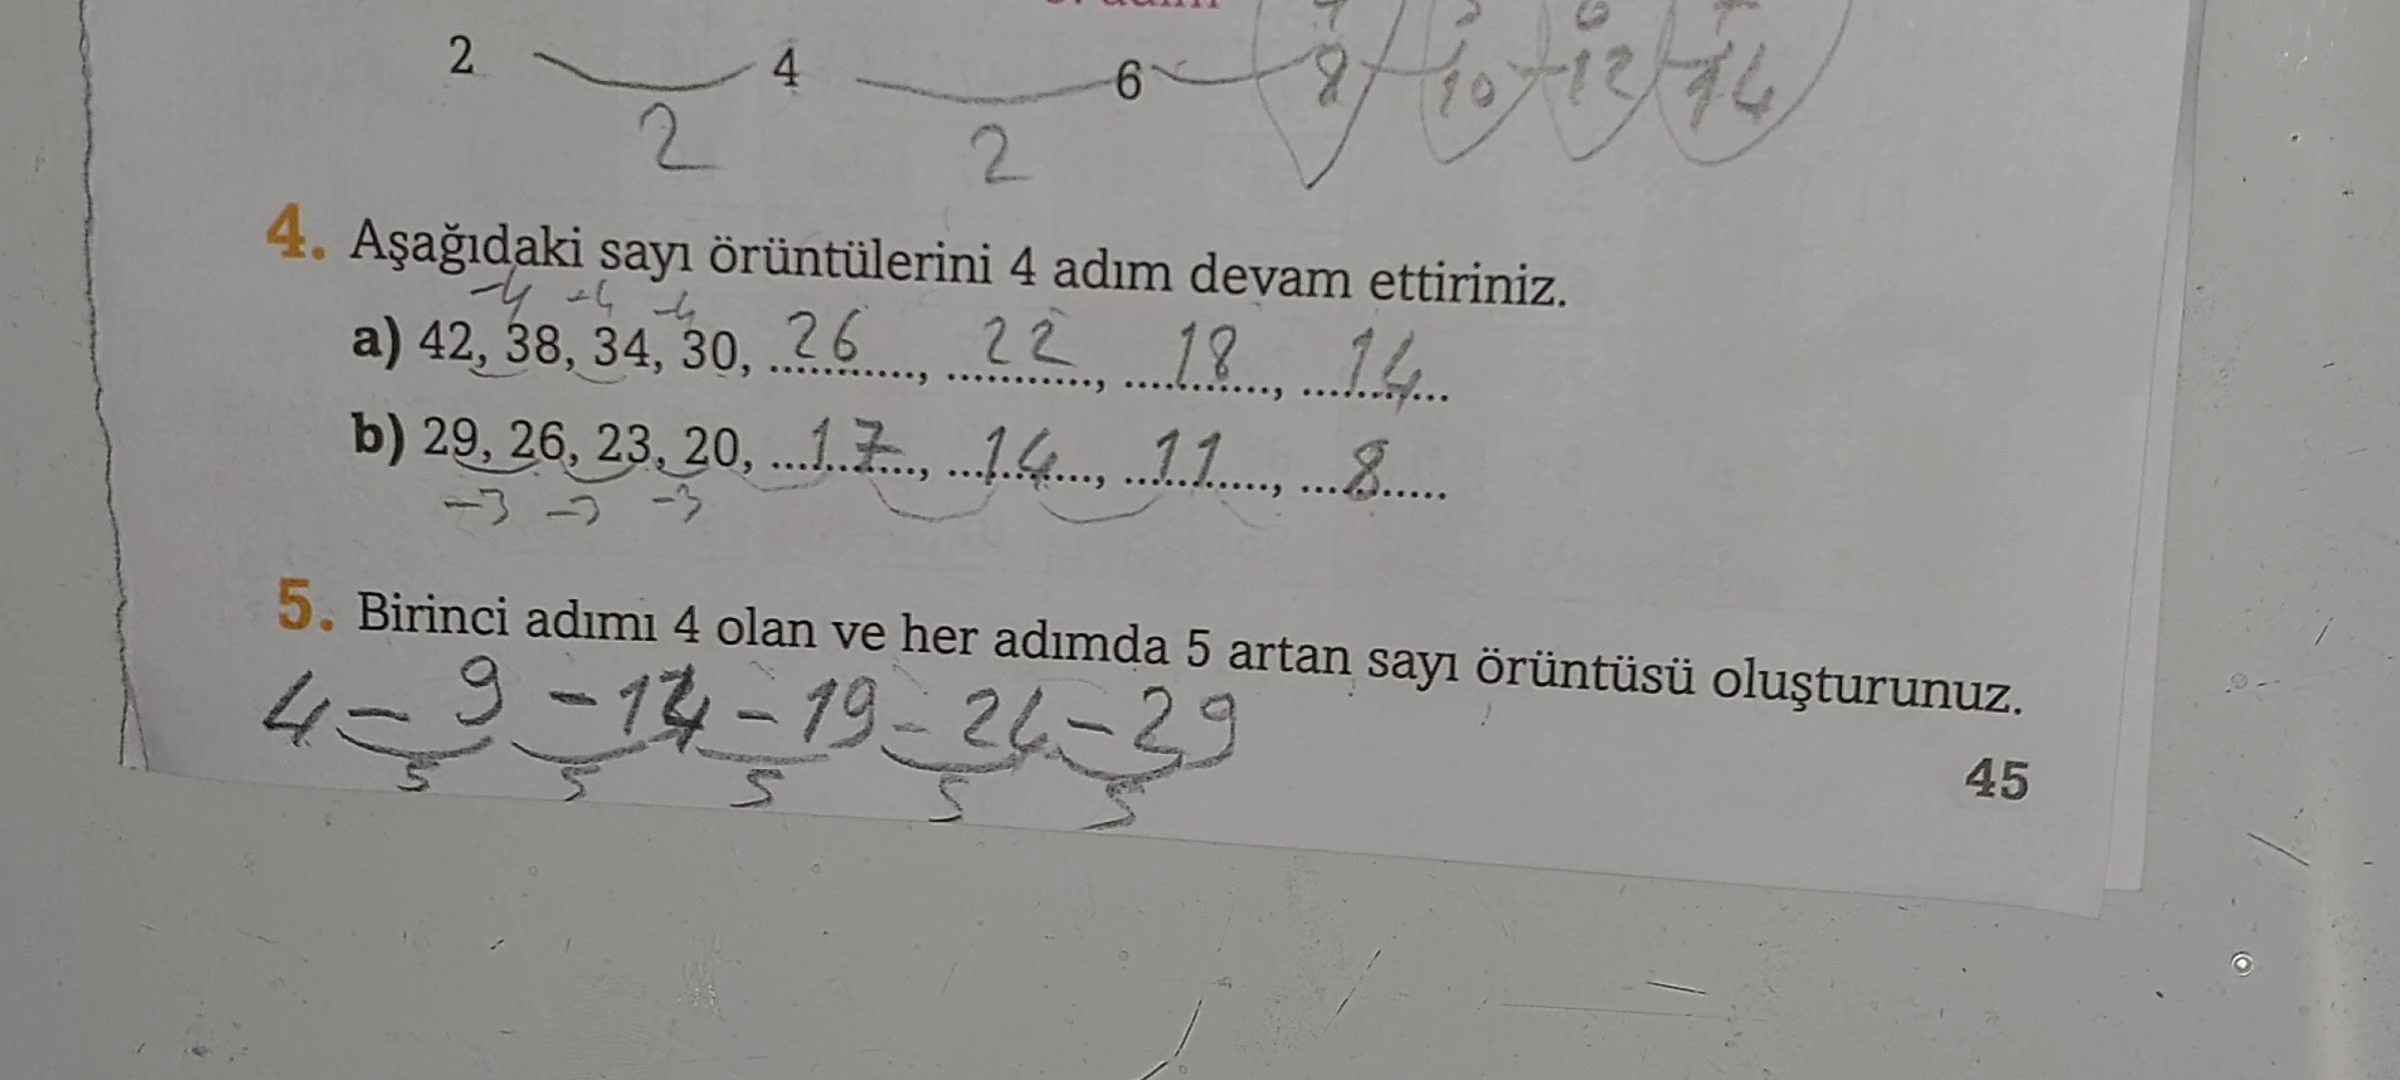 2 4 6 8 10 12 14
2 2
4. Aşağıdaki sayı örüntülerini 4 adım devam ettiriniz.
-4 -4 -4
a) 42, 38, 34, 30, 26, 22, 18, 14
b) 29, 26, 23, 20, 17, 14, 11, 8
-3 -3 -3
5. Birinci adımı 4 olan ve her adımda 5 artan sayı örüntüsü oluşturunuz.
4 - 9 - 14 - 19 - 24 - 29
5 5 5 5 5
45